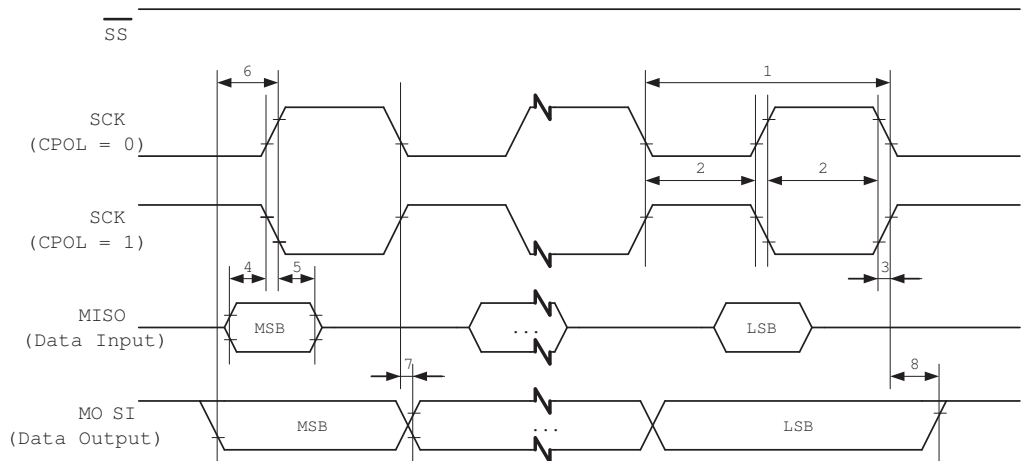 SS
6
1
SCK
(CPOL = 0)
2
2
SCK
(CPOL = 1)
4
5
3
MISO
(Data Input)
MSB
...
LSB
7
8
MO SI
(Data Output)
MSB
...
LSB